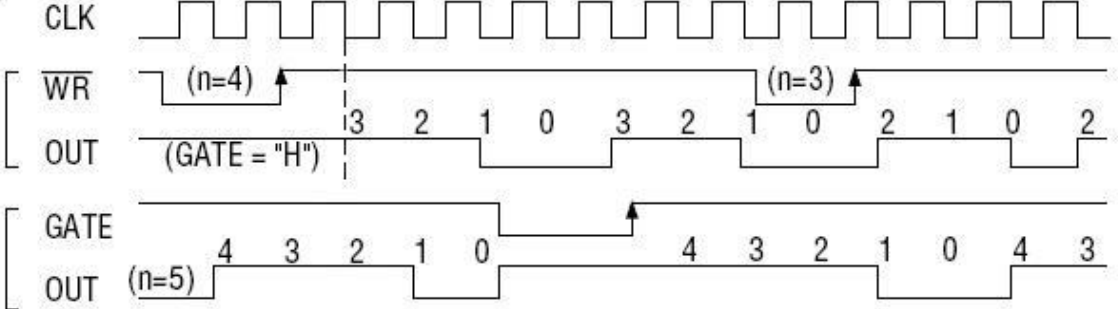 CLK
WR (n=4) (n=3)
3 2 1 0 3 2 1 0 2 1 0 2
OUT (GATE = "H")
GATE
4 3 2 1 0 4 3 2 1 0 4 3
OUT (n=5)